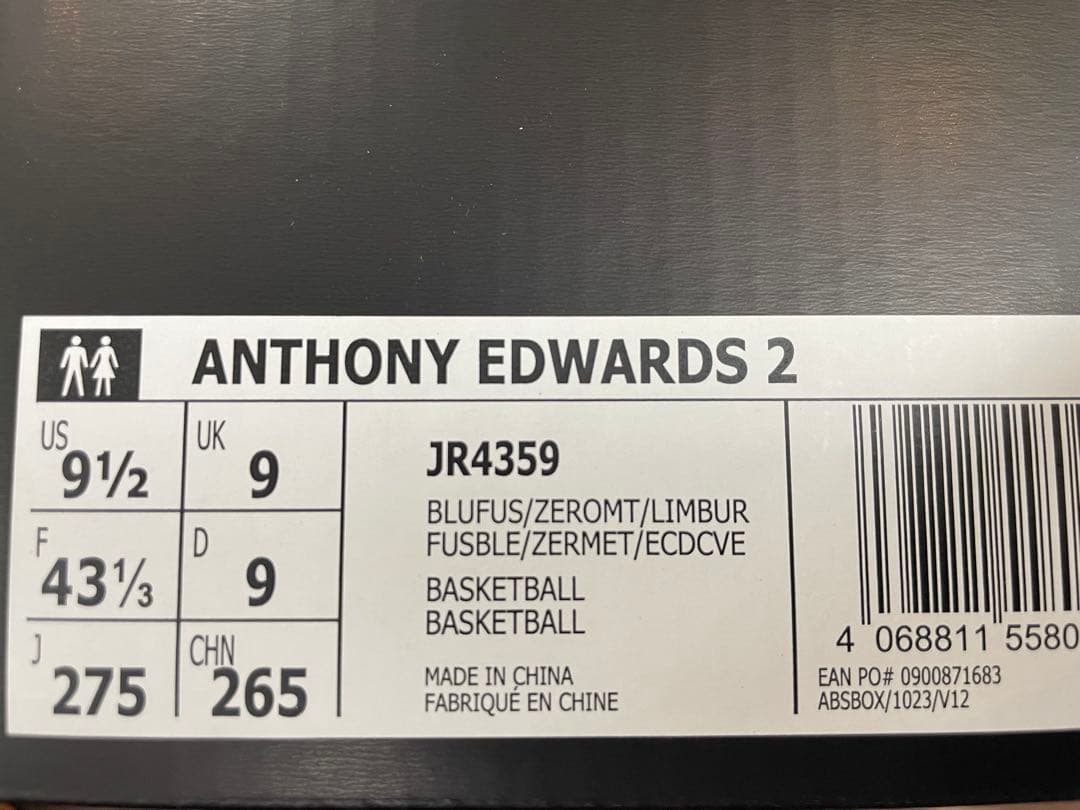 ANTHONY EDWARDS 2
US 9½
UK 9
F 43⅓
D 9
J 275
CHN 265
JR4359
BLUFUS/ZEROMT/LIMBUR
FUSBLE/ZERMET/ECDCVE
BASKETBALL
BASKETBALL
MADE IN CHINA
FABRIQUÉ EN CHINE
4 068811 5580
EAN PO# 0900871683
ABSBOX/1023/V12